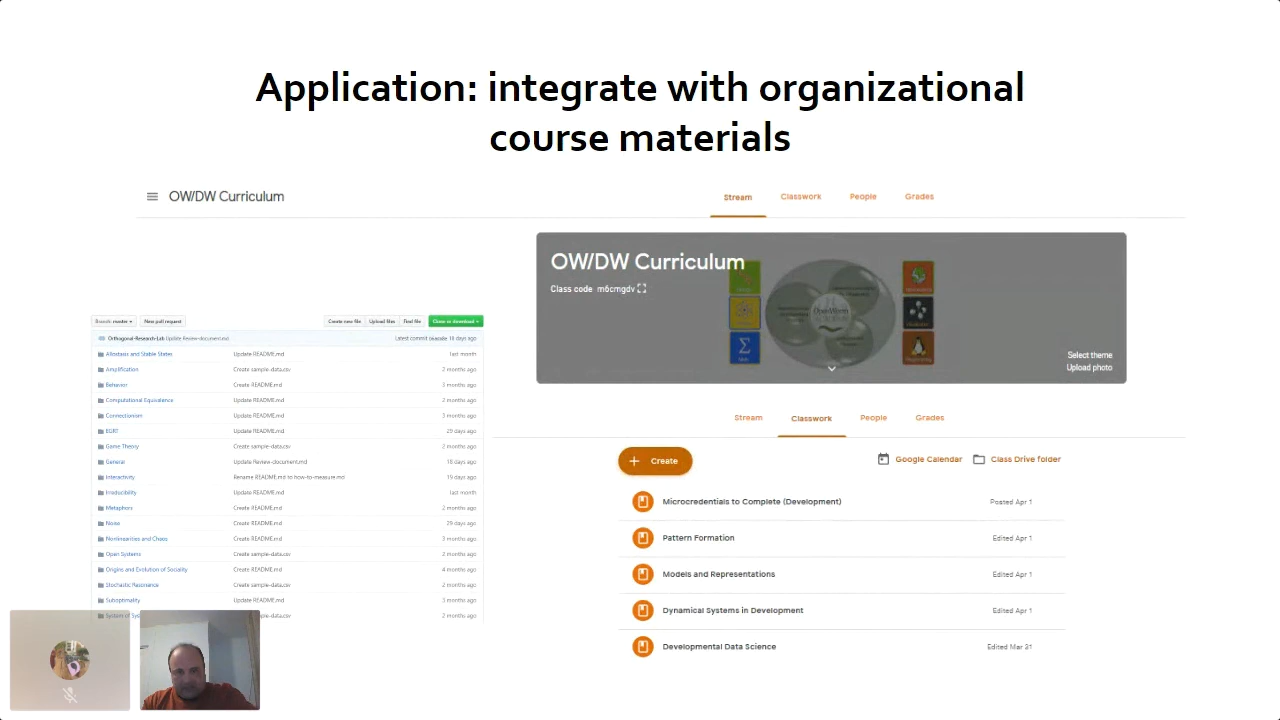 Application: integrate with organizational
course materials
OW/DW Curriculum
Stream Classwork People Grades
OW/DW Curriculum
Class code m6cmgdv
Select theme
Upload photo
Branch: master New pull request Create new file Upload files Find file Clone or download
Orthogonal-Research-Lab Update Review-document.md Latest commit 18 days ago
Allostasis and Stable States Update README.md last month
Amplification Create sample-data.csv 2 months ago
Behavior Create README.md 3 months ago
Computational Equivalence Update README.md 2 months ago
Connectionism Update README.md 3 months ago
Update README.md 29 days ago
Game Theory Create sample-data.csv 2 months ago
General Update Review-document.md 18 days ago
Interactivity Rename README.md to how-to-measure.md 19 days ago
Irreducibility Update README.md last month
Metaphors Create README.md 2 months ago
Noise Create README.md 29 days ago
Nonlinearities and Chaos Create README.md 3 months ago
Open Systems Create sample-data.csv 2 months ago
Origins and Evolution of Sociality Create README.md 4 months ago
Stochastic Resonance Create sample-data.csv 2 months ago
Suboptimality Update README.md 3 months ago
System of 2 months ago
Stream Classwork People Grades
Create Google Calendar Class Drive folder
Microcredentials to Complete (Development) Posted Apr 1
Pattern Formation Edited Apr 1
Models and Representations Edited Apr 1
Dynamical Systems in Development Edited Apr 1
Developmental Data Science Edited Mar 31